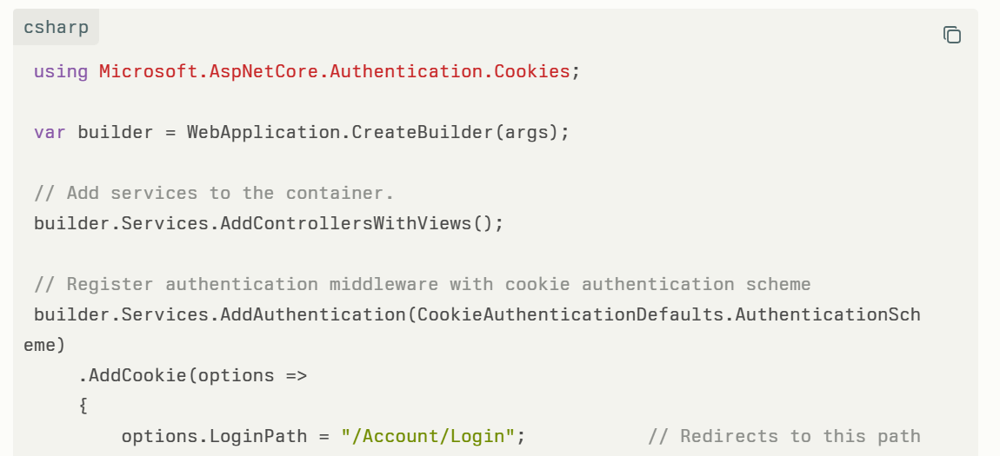 csharp
using Microsoft.AspNetCore.Authentication.Cookies;
var builder = WebApplication.CreateBuilder(args);
// Add services to the container.
builder.Services.AddControllersWithViews();
// Register authentication middleware with cookie authentication scheme
builder.Services.AddAuthentication(CookieAuthenticationDefaults.AuthenticationSch
eme)
.AddCookie(options =>
{
options.LoginPath = "/Account/Login"; // Redirects to this path